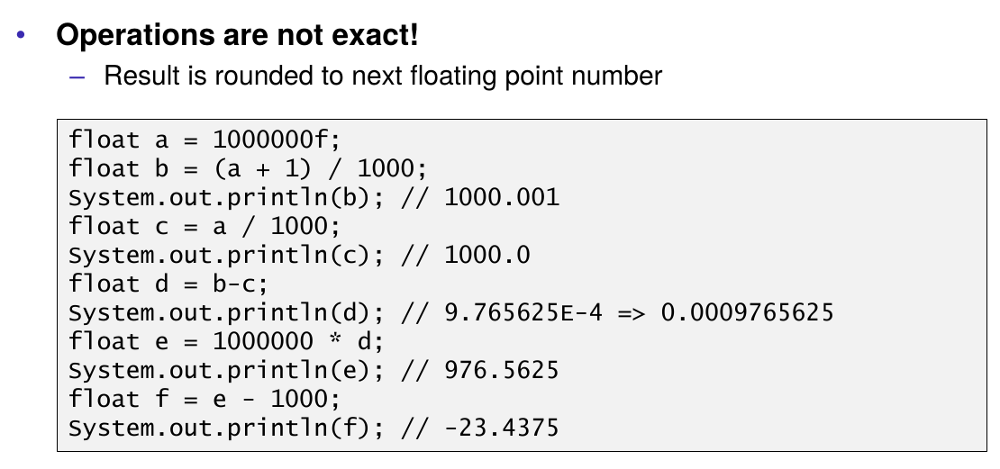 • Operations are not exact!
– Result is rounded to next floating point number
float a = 1000000f;
float b = (a + 1) / 1000;
System.out.println(b); // 1000.001
float c = a / 1000;
System.out.println(c); // 1000.0
float d = b-c;
System.out.println(d); // 9.765625E-4 => 0.0009765625
float e = 1000000 * d;
System.out.println(e); // 976.5625
float f = e - 1000;
System.out.println(f); // -23.4375